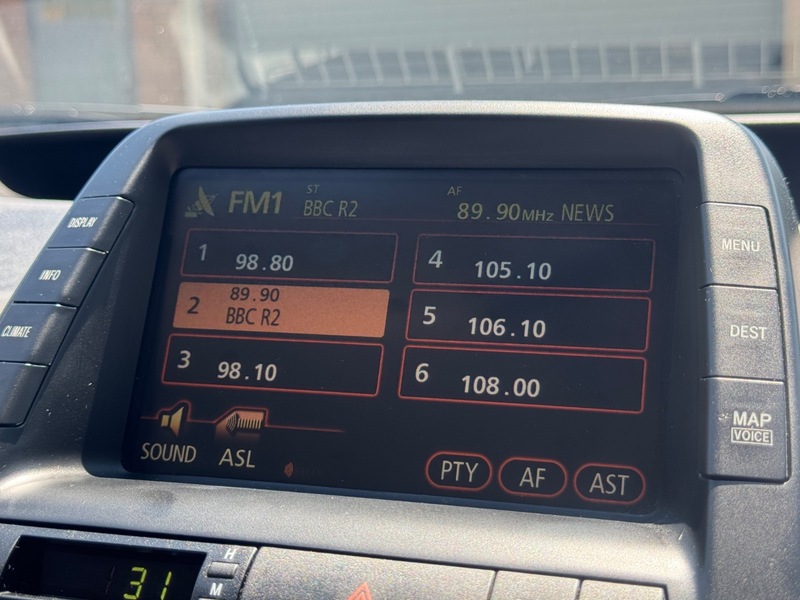 FM1 ST BBC R2 AF 89.90MHz NEWS
1 98.80
2 89.90
BBC R2
3 98.10
4 105.10
5 106.10
6 108.00
SOUND ASL PTY AF AST
DISPLAY
INFO
CLIMATE
MENU
DEST
MAP
VOICE
31
H
M